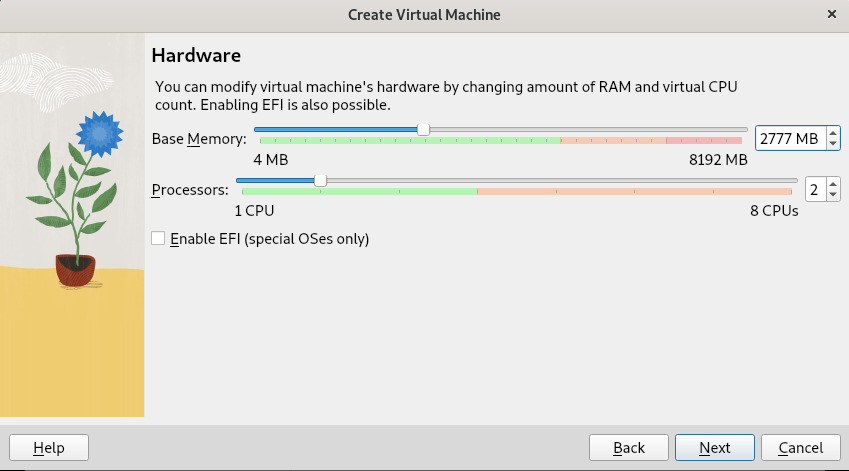 Create Virtual Machine
Hardware
You can modify virtual machine's hardware by changing amount of RAM and virtual CPU
count. Enabling EFI is also possible.
Base Memory:
2777 MB
4 MB
8192 MB
Processors:
2
1 CPU
8 CPUs
Enable EFI (special OSes only)
Help
Back
Next
Cancel